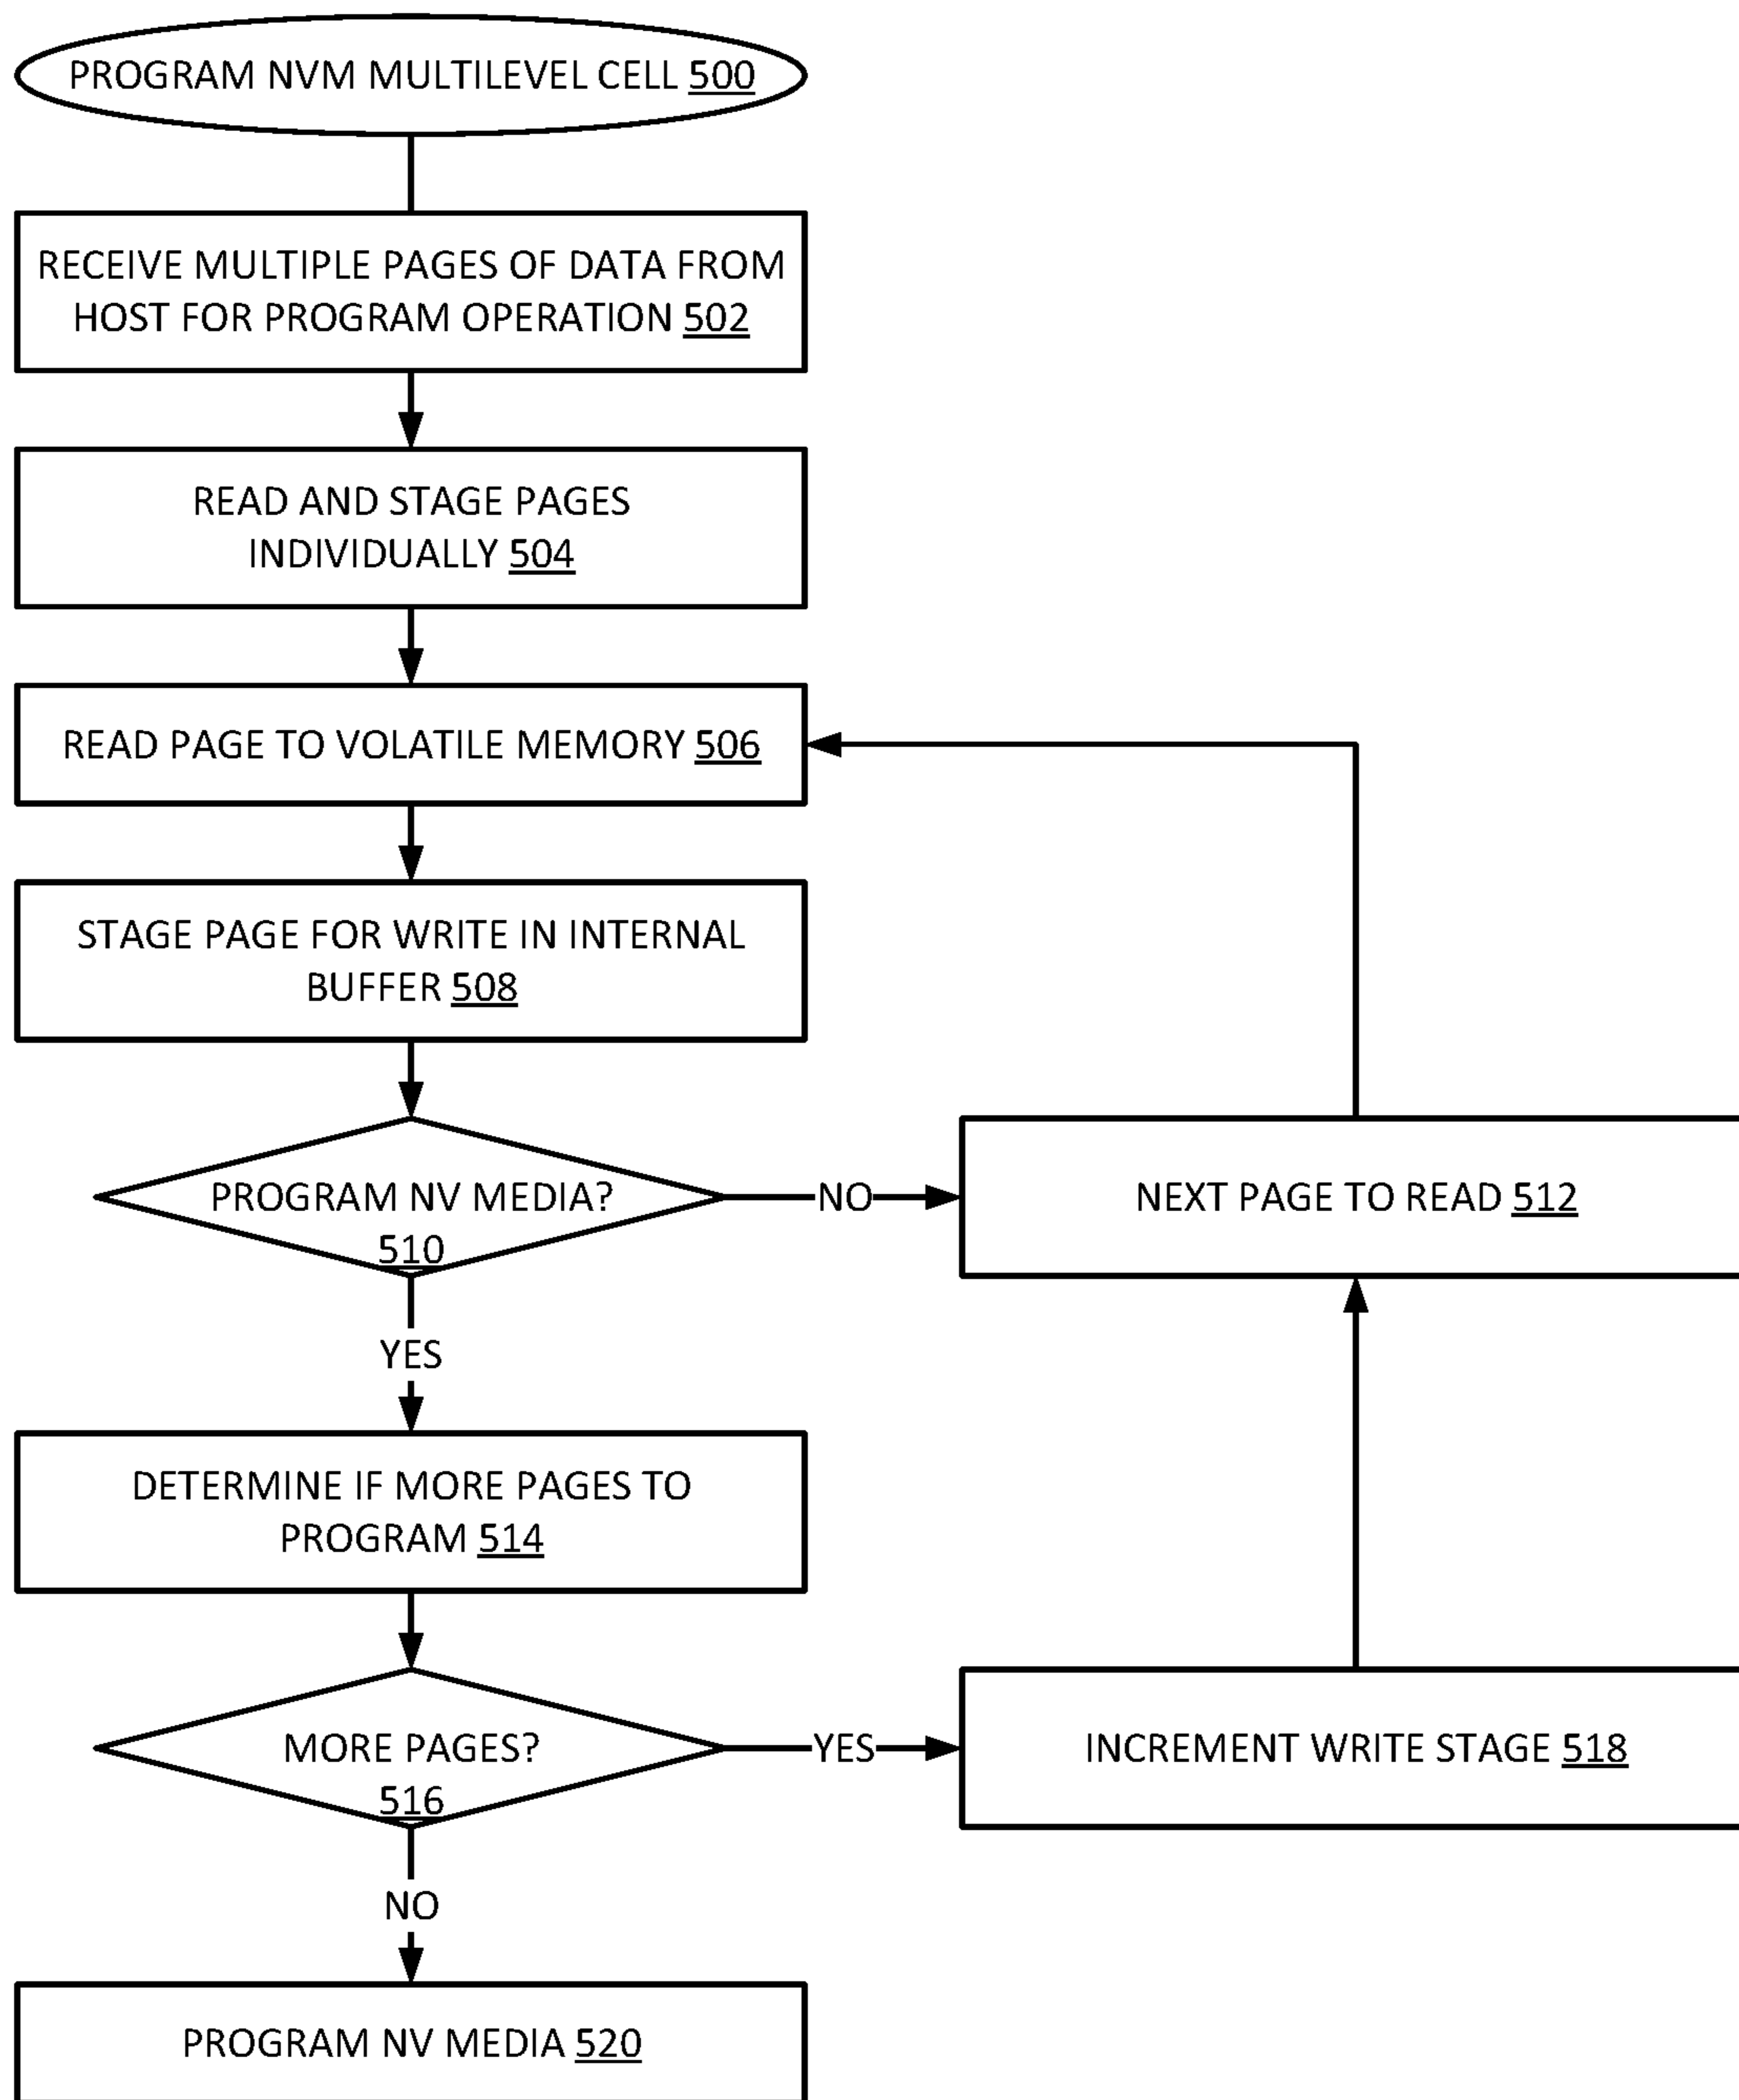 PROGRAM NVM MULTILEVEL CELL 500
RECEIVE MULTIPLE PAGES OF DATA FROM
HOST FOR PROGRAM OPERATION 502
READ AND STAGE PAGES
INDIVIDUALLY 504
READ PAGE TO VOLATILE MEMORY 506
STAGE PAGE FOR WRITE IN INTERNAL
BUFFER 508
PROGRAM NV MEDIA?
510
NO
NEXT PAGE TO READ 512
YES
DETERMINE IF MORE PAGES TO
PROGRAM 514
MORE PAGES?
516
YES
INCREMENT WRITE STAGE 518
NO
PROGRAM NV MEDIA 520